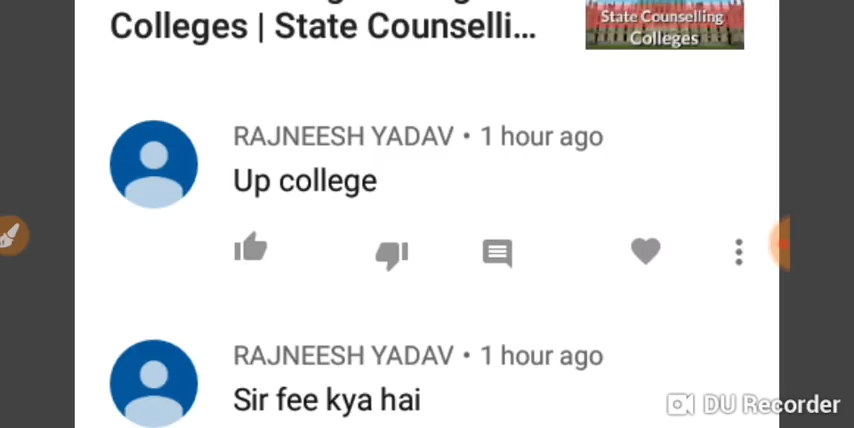 Colleges | State Counselli...
State Counselling
Colleges
RAJNEESH YADAV • 1 hour ago
Up college
RAJNEESH YADAV • 1 hour ago
Sir fee kya hai
DU Recorder